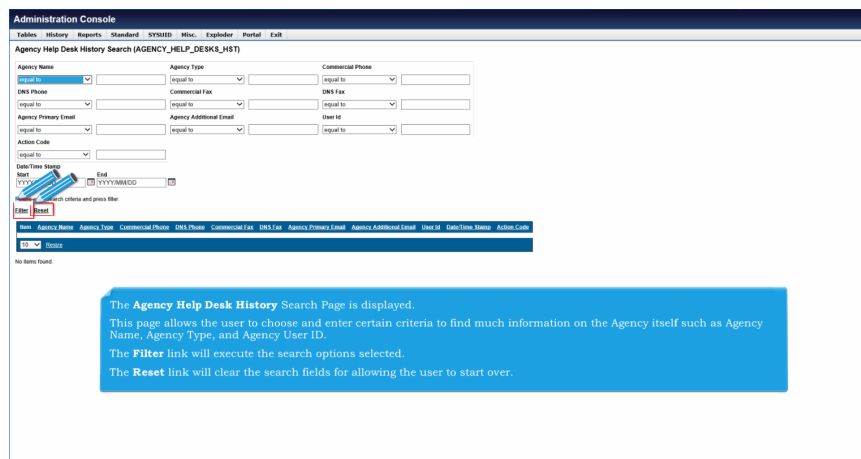 Administration Console
Tables History Reports Standard SYSUID Misc. Exploder Portal Exit
Agency Help Desk History Search (AGENCY_HELP_DESKS_HST)
Agency Name Agency Type Commercial Phone
equal to equal to equal to
DNS Phone Commercial Fax DNS Fax
equal to equal to equal to
Agency Primary Email Agency Additional Email User Id
equal to equal to equal to
Action Code
equal to
Date/Time Stamp
Start End
YYYY/MM/DD
search criteria and press filter.
Filter Reset
Item Agency Name Agency Type Commercial Phone DNS Phone Commercial Fax DNS Fax Agency Primary Email Agency Additional Email User Id Date/Time Stamp Action Code
10 Resize
No items found.
The Agency Help Desk History Search Page is displayed.
This page allows the user to choose and enter certain criteria to find much information on the Agency itself such as Agency
Name, Agency Type, and Agency User ID.
The Filter link will execute the search options selected.
The Reset link will clear the search fields for allowing the user to start over.